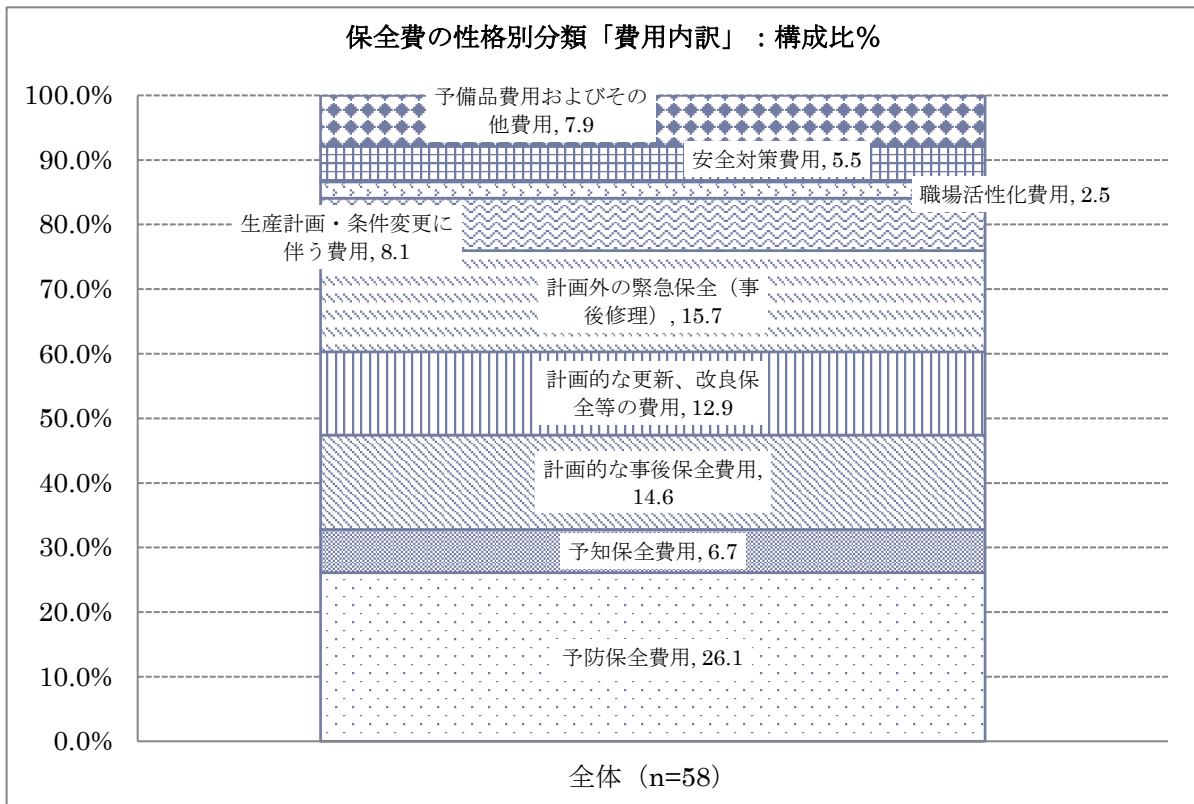 保全費の性格別分類「費用内訳」：構成比％
100.0%
90.0%
80.0%
70.0%
60.0%
50.0%
40.0%
30.0%
20.0%
10.0%
0.0%
予備品費用およびその
他費用, 7.9
安全対策費用, 5.5
職場活性化費用, 2.5
生産計画・条件変更に
伴う費用, 8.1
計画外の緊急保全（事
後修理）, 15.7
計画的な更新、改良保
全等の費用, 12.9
計画的な事後保全費用,
14.6
予知保全費用, 6.7
予防保全費用, 26.1
全体（n=58）